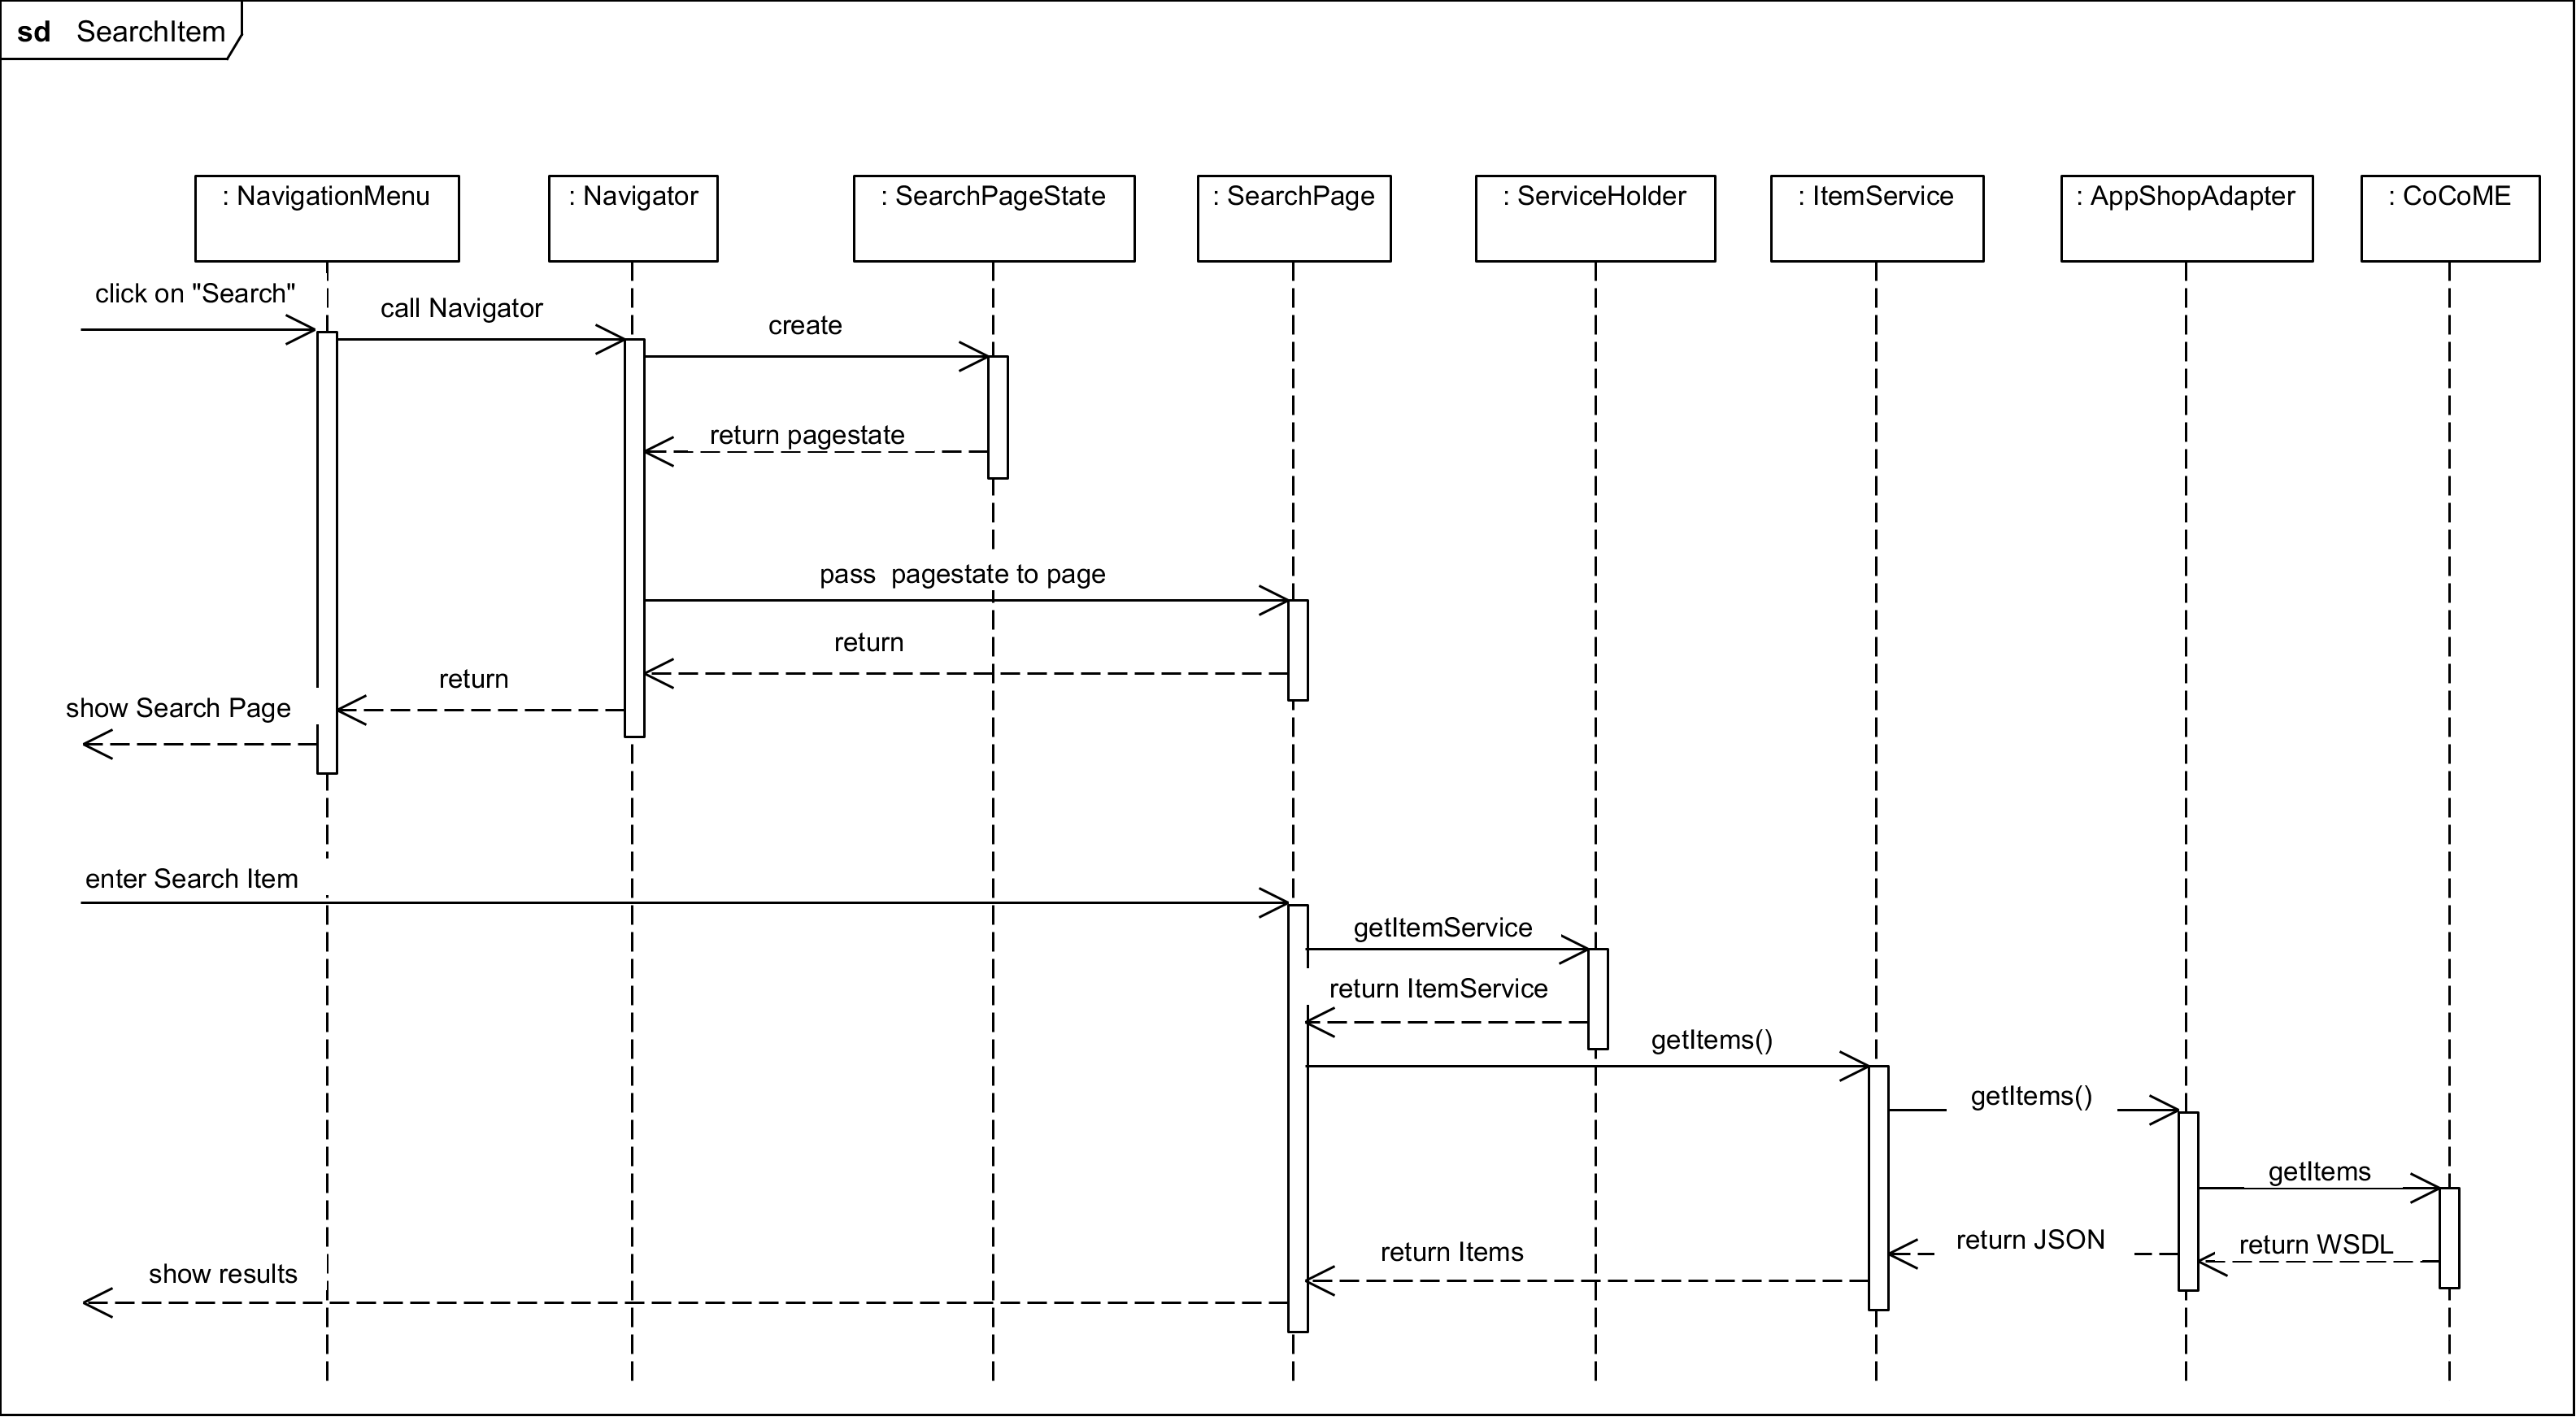 sd SearchItem
: NavigationMenu
: Navigator
: SearchPageState
: SearchPage
: ServiceHolder
: ItemService
: AppShopAdapter
: CoCoME
click on "Search"
call Navigator
create
return pagestate
pass  pagestate to page
return
return
show Search Page
enter Search Item
getItemService
return ItemService
getItems()
getItems()
getItems
return JSON
return WSDL
return Items
show results